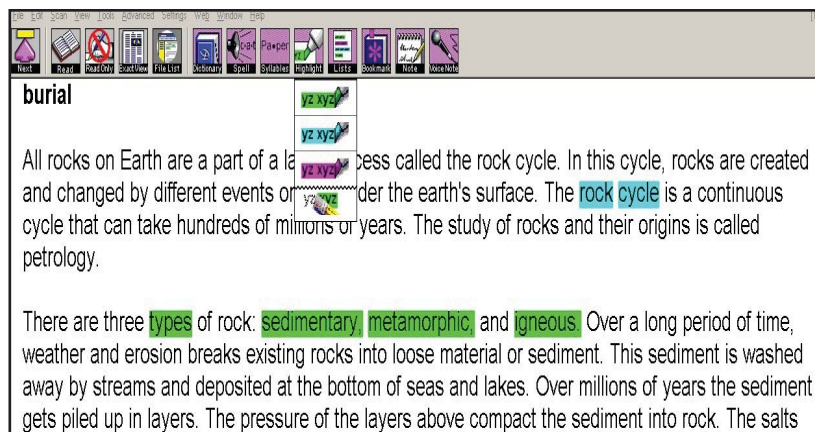 File Edit Scan View Tools Advanced Settings Web Window Help
Next Read Read Only Exact View File List Dictionary c-a-t Spell Pa•per Syllables Highlight Lists Bookmark Note Voice Note
burial
yz xyz
yz xyz
yz xyz
yz xyz
All rocks on Earth are a part of a la cess called the rock cycle. In this cycle, rocks are created
and changed by different events on der the earth's surface. The rock cycle is a continuous
cycle that can take hundreds of millions of years. The study of rocks and their origins is called
petrology.
There are three types of rock: sedimentary, metamorphic, and igneous. Over a long period of time,
weather and erosion breaks existing rocks into loose material or sediment. This sediment is washed
away by streams and deposited at the bottom of seas and lakes. Over millions of years the sediment
gets piled up in layers. The pressure of the layers above compact the sediment into rock. The salts